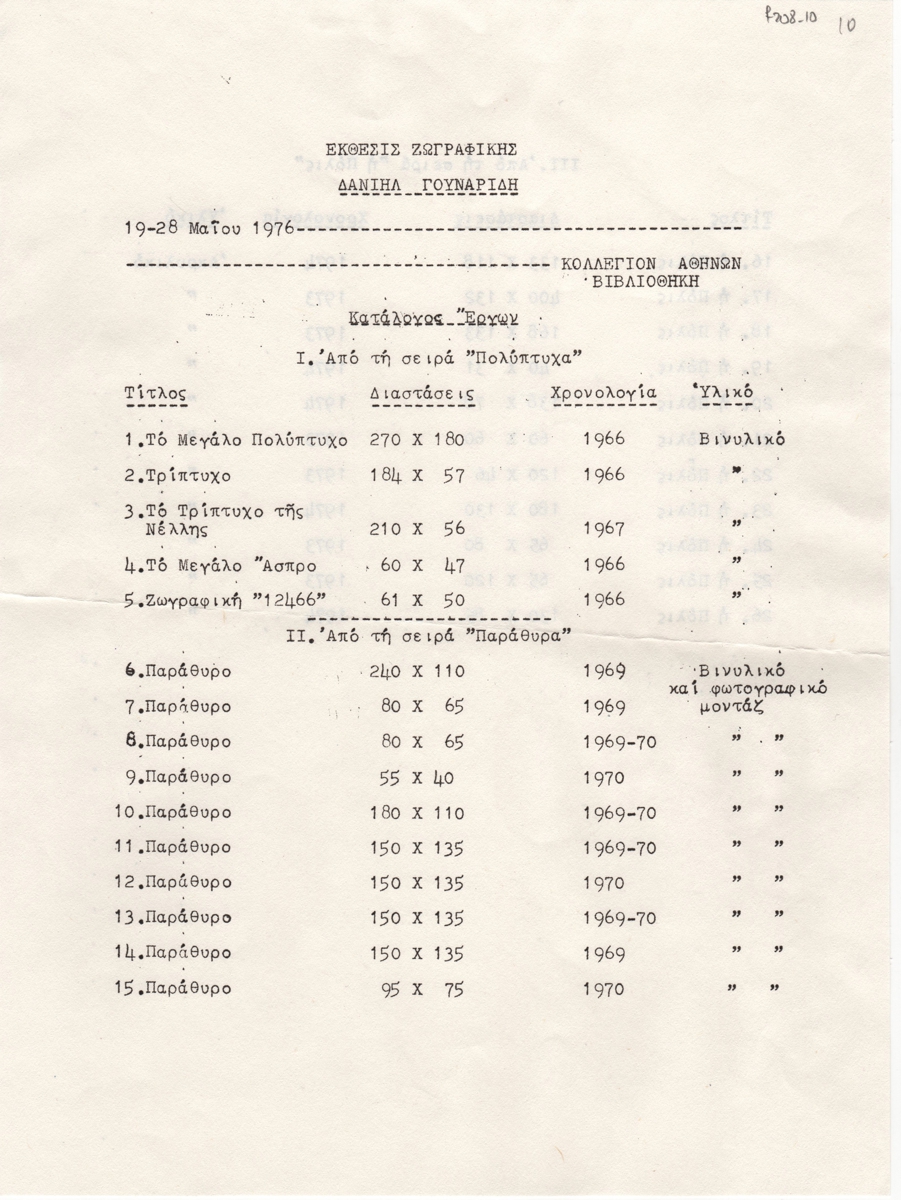 f208-10 10
ΕΚΘΕΣΙΣ ΖΩΓΡΑΦΙΚΗΣ
ΔΑΝΙΗΛ ΓΟΥΝΑΡΙΔΗ
19-28 Μαΐου 1976
ΚΟΛΛΕΓΙΟΝ ΑΘΗΝΩΝ
ΒΙΒΛΙΟΘΗΚΗ
Κατάλογος Ἔργων
I. Ἀπό τή σειρά "Πολύπτυχα"
Τίτλος Διαστάσεις Χρονολογία Ὑλικό
1.Τό Μεγάλο Πολύπτυχο 270 X 180 1966 Βινυλικό
2.Τρίπτυχο 184 X 57 1966 "
3.Τό Τρίπτυχο τῆς
Νέλλης 210 X 56 1967 "
4.Τό Μεγάλο Ἄσπρο 60 X 47 1966 "
5.Ζωγραφική "12466" 61 X 50 1966 "
II. Ἀπό τή σειρά "Παράθυρα"
6.Παράθυρο 240 X 110 1969 Βινυλικό
καί φωτογραφικό
7.Παράθυρο 80 X 65 1969 μοντάζ
8.Παράθυρο 80 X 65 1969-70 " "
9.Παράθυρο 55 X 40 1970 " "
10.Παράθυρο 180 X 110 1969-70 " "
11.Παράθυρο 150 X 135 1969-70 " "
12.Παράθυρο 150 X 135 1970 " "
13.Παράθυρο 150 X 135 1969-70 " "
14.Παράθυρο 150 X 135 1969 " "
15.Παράθυρο 95 X 75 1970 " "